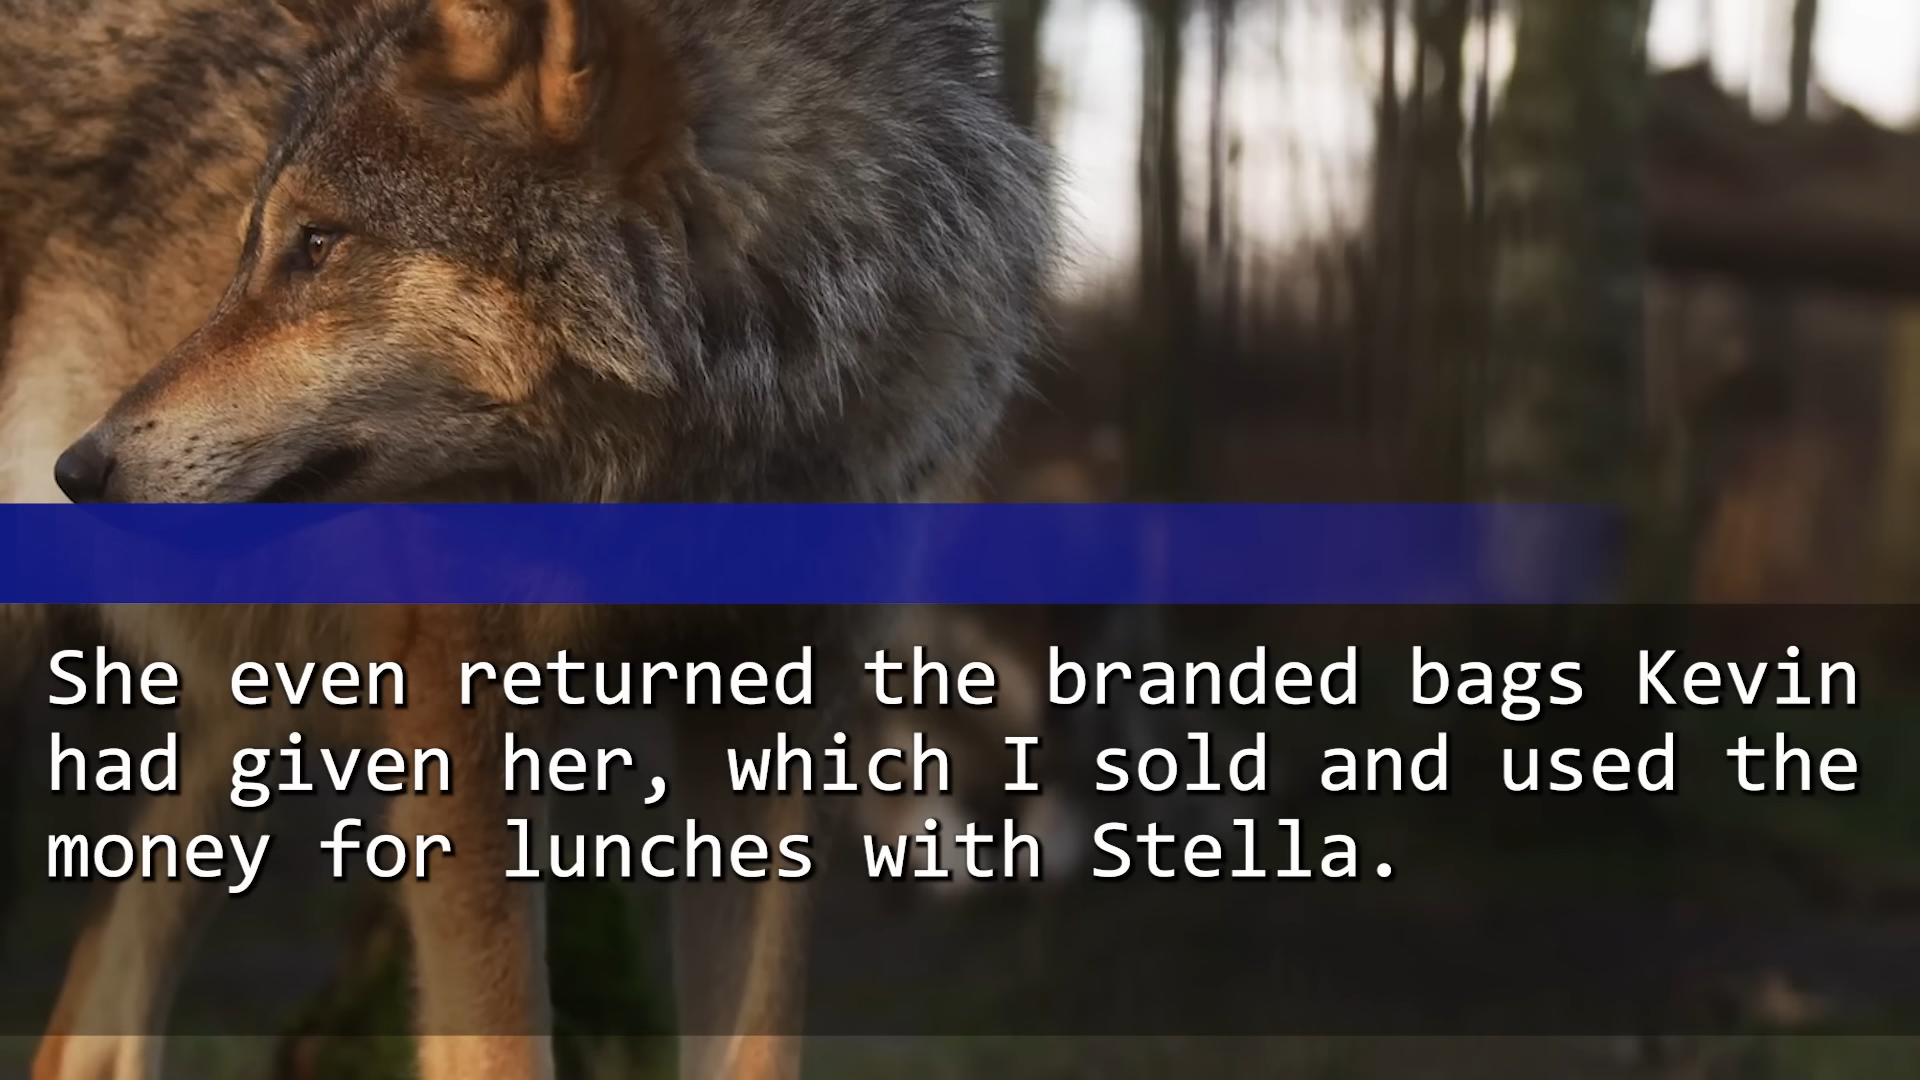 She even returned the branded bags Kevin
had given her, which I sold and used the
money for lunches with Stella.